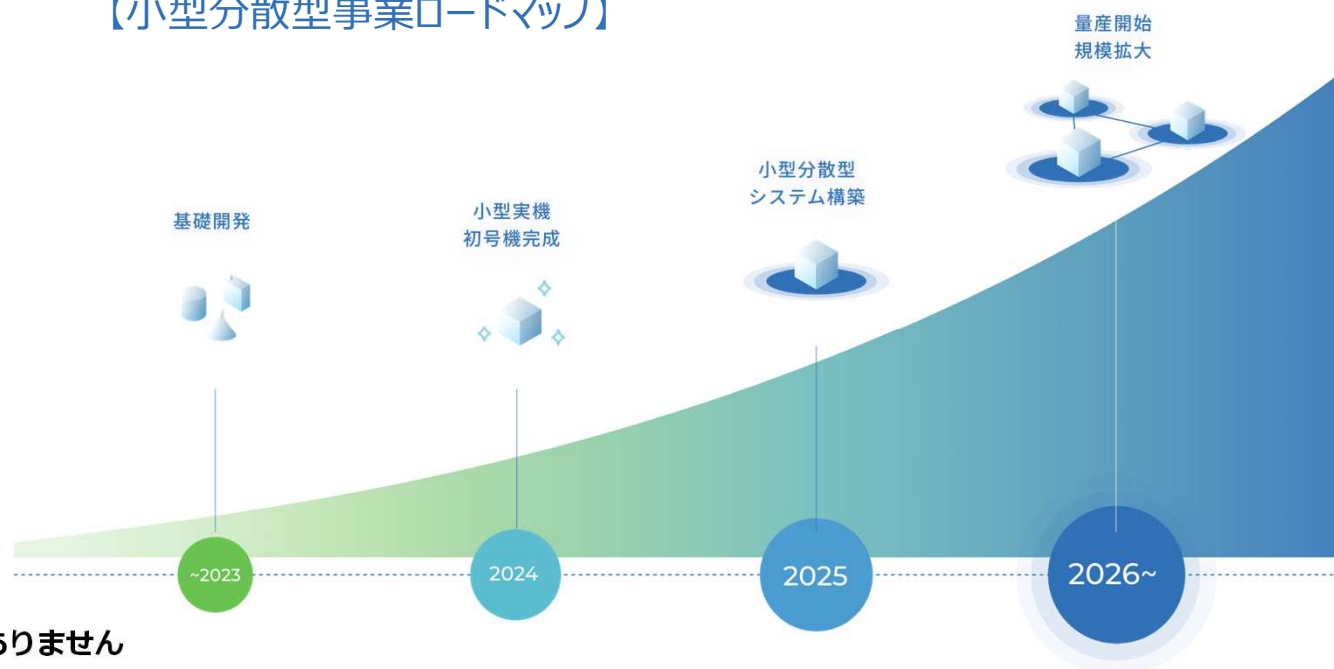 【小型分散型事業ロードマップ】
量産開始
規模拡大
小型分散型
システム構築
小型実機
初号機完成
基礎開発
~2023
2024
2025
2026~
ありません